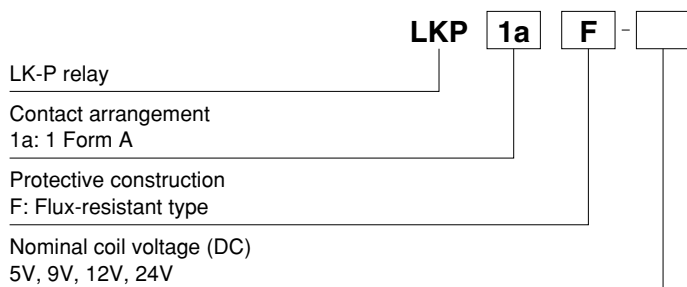 LKP 1a F -
LK-P relay
Contact arrangement
1a: 1 Form A
Protective construction
F: Flux-resistant type
Nominal coil voltage (DC)
5V, 9V, 12V, 24V